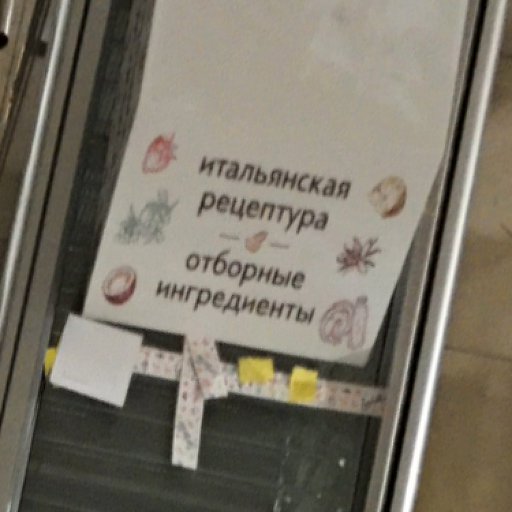 итальянская
рецептура
отборные
ингредиенты